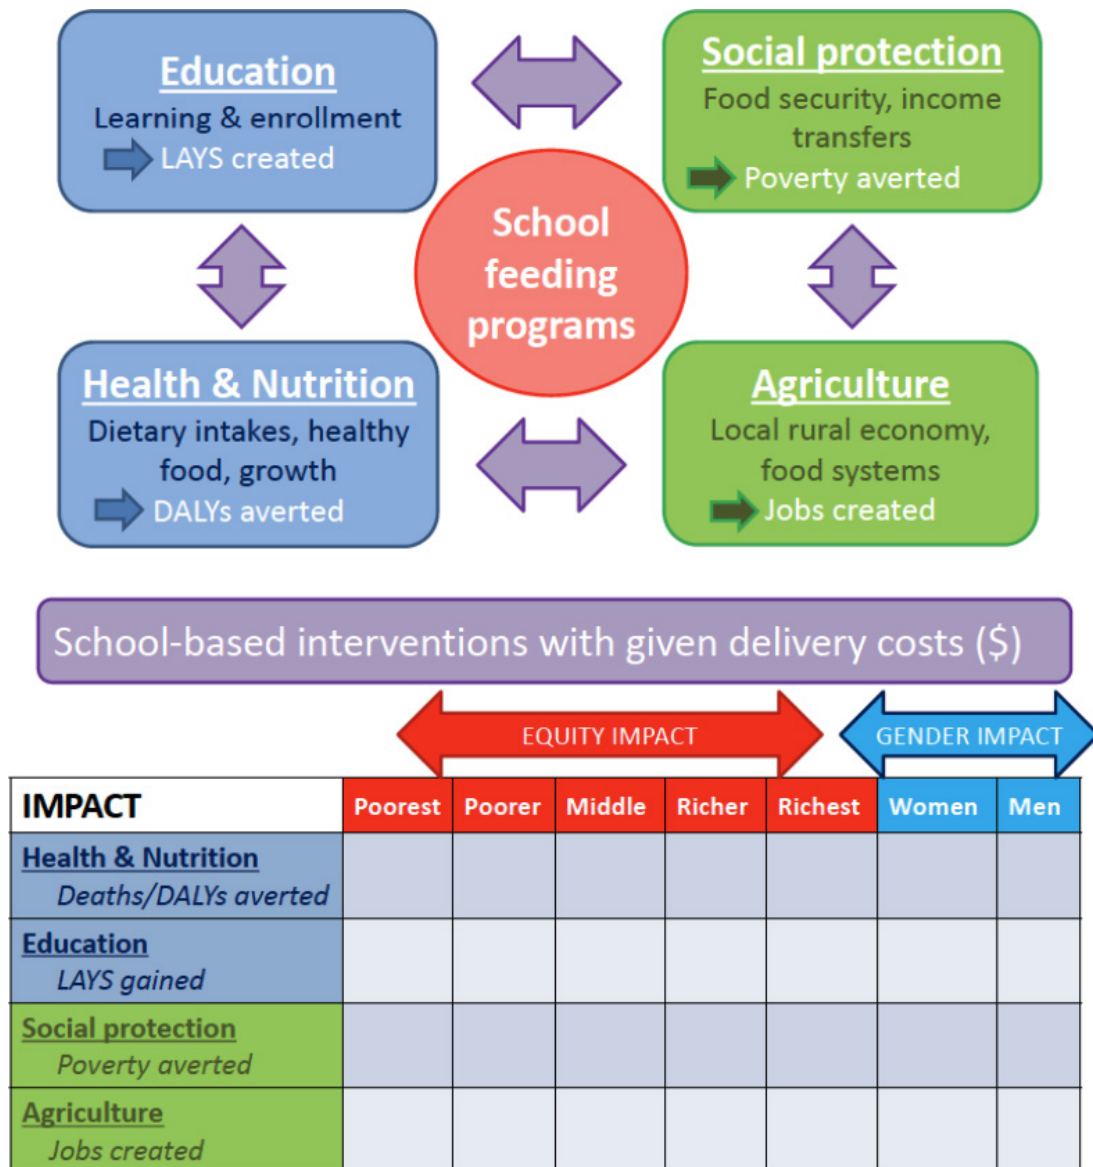 Education
Learning & enrollment
LAYS created
Social protection
Food security, income
transfers
Poverty averted
School
feeding
programs
Health & Nutrition
Dietary intakes, healthy
food, growth
DALYs averted
Agriculture
Local rural economy,
food systems
Jobs created
School-based interventions with given delivery costs ($)
EQUITY IMPACT
GENDER IMPACT
IMPACT Poorest Poorer Middle Richer Richest Women Men
Health & Nutrition
Deaths/DALYs averted
Education
LAYS gained
Social protection
Poverty averted
Agriculture
Jobs created